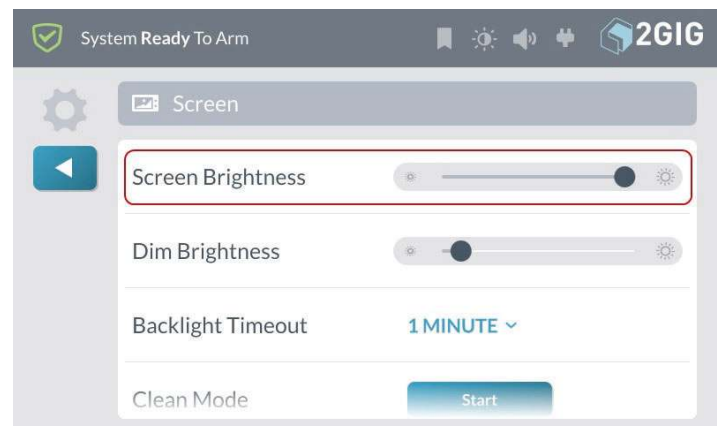 System Ready To Arm
2GIG
Screen
Screen Brightness
Dim Brightness
Backlight Timeout
1 MINUTE
Clean Mode
Start